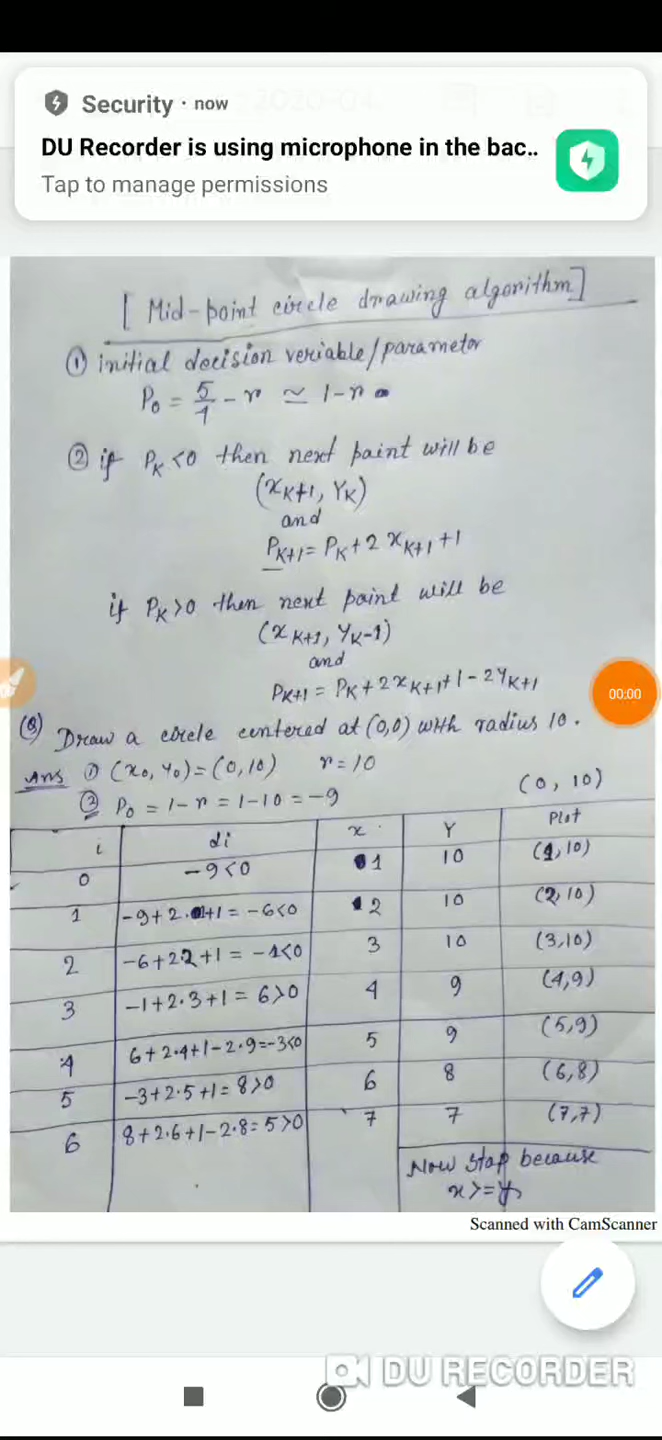 Security · now
DU Recorder is using microphone in the bac..
Tap to manage permissions
[ Mid-point circle drawing algorithm]
① initial decision veriable/parameter
P₀ = 5/4 - r ≃ 1-r
② if Pₖ<0 then next point will be
(xₖ+1, Yₖ)
and
Pₖ+1 = Pₖ+2xₖ+1+1
if Pₖ>0 then next point will be
(xₖ+1, Yₖ-1)
and
Pₖ+1 = Pₖ+2xₖ+1+1-2Yₖ+1
00:00
(Q) Draw a circle centered at (0,0) with radius 10.
Ans ① (x₀, Y₀)=(0,10) r=10
② P₀ = 1-r = 1-10 = -9 (0, 10)
i di x Y Plot
0 -9<0 1 10 (1,10)
1 -9+2·1+1 = -6<0 2 10 (2,10)
2 -6+2·2+1 = -1<0 3 10 (3,10)
3 -1+2·3+1 = 6>0 4 9 (4,9)
4 6+2·4+1-2·9=-3<0 5 9 (5,9)
5 -3+2·5+1= 8>0 6 8 (6,8)
6 8+2·6+1-2·8= 5>0 7 7 (7,7)
Now stop because
x>=y
Scanned with CamScanner
DU RECORDER